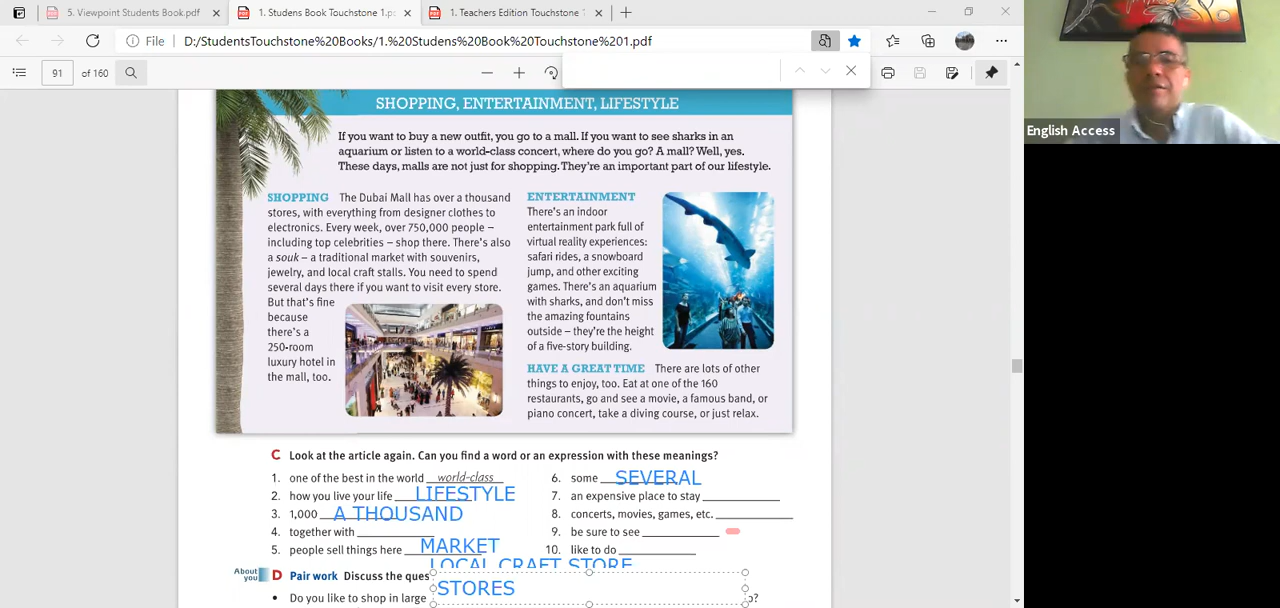 5. Viewpoint Students Book.pdf
1. Studens Book Touchstone 1.p
1. Teachers Edition Touchstone
File D:/StudentsTouchstone%20Books/1.%20Studens%20Book%20Touchstone%201.pdf
91 of 160
English Access
SHOPPING, ENTERTAINMENT, LIFESTYLE
If you want to buy a new outfit, you go to a mall. If you want to see sharks in an
aquarium or listen to a world-class concert, where do you go? A mall? Well, yes.
These days, malls are not just for shopping. They're an important part of our lifestyle.
SHOPPING The Dubai Mall has over a thousand
stores, with everything from designer clothes to
electronics. Every week, over 750,000 people –
including top celebrities – shop there. There's also
a souk – a traditional market with souvenirs,
jewelry, and local craft stalls. You need to spend
several days there if you want to visit every store.
But that's fine
because
there's a
250-room
luxury hotel in
the mall, too.
ENTERTAINMENT
There's an indoor
entertainment park full of
virtual reality experiences:
safari rides, a snowboard
jump, and other exciting
games. There's an aquarium
with sharks, and don't miss
the amazing fountains
outside – they're the height
of a five-story building.
HAVE A GREAT TIME There are lots of other
things to enjoy, too. Eat at one of the 160
restaurants, go and see a movie, a famous band, or
piano concert, take a diving course, or just relax.
C Look at the article again. Can you find a word or an expression with these meanings?
1. one of the best in the world world-class
2. how you live your life LIFESTYLE
3. 1,000 A THOUSAND
4. together with
5. people sell things here MARKET
LOCAL CRAFT STORE
STORES
6. some SEVERAL
7. an expensive place to stay
8. concerts, movies, games, etc.
9. be sure to see
10. like to do
About
you
D Pair work Discuss the ques
• Do you like to shop in large
o?